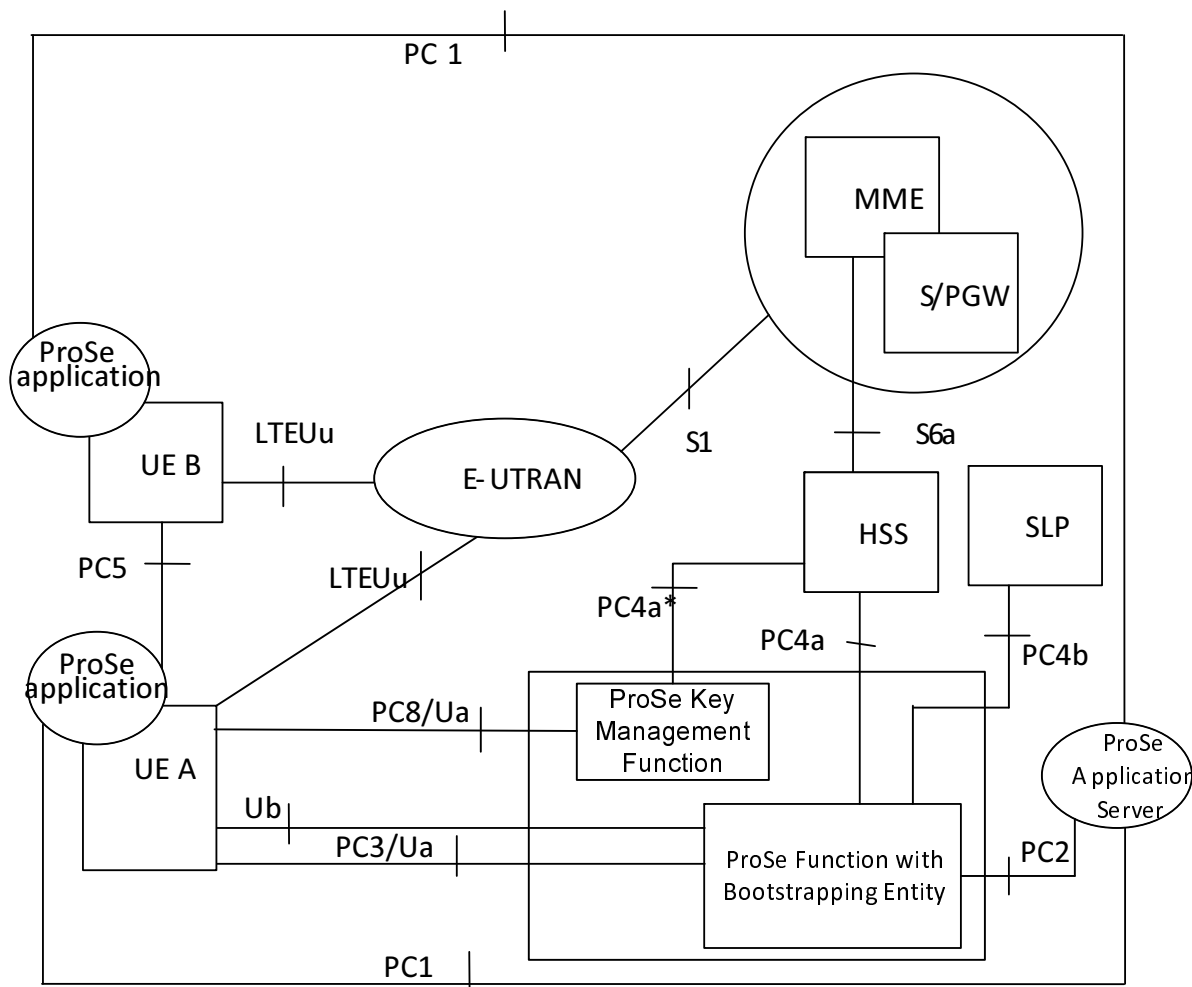 PC 1
MME
S/PGW
ProSe
application
LTEUu
S1
S6a
UE B
E- UTRAN
HSS
SLP
PC5
LTEUu
PC4a*
PC4a
PC4b
ProSe
application
PC8/Ua
ProSe Key
Management
Function
UE A
ProSe
A pplication
Server
Ub
PC3/Ua
ProSe Function with
Bootstrapping Entity
PC2
PC1